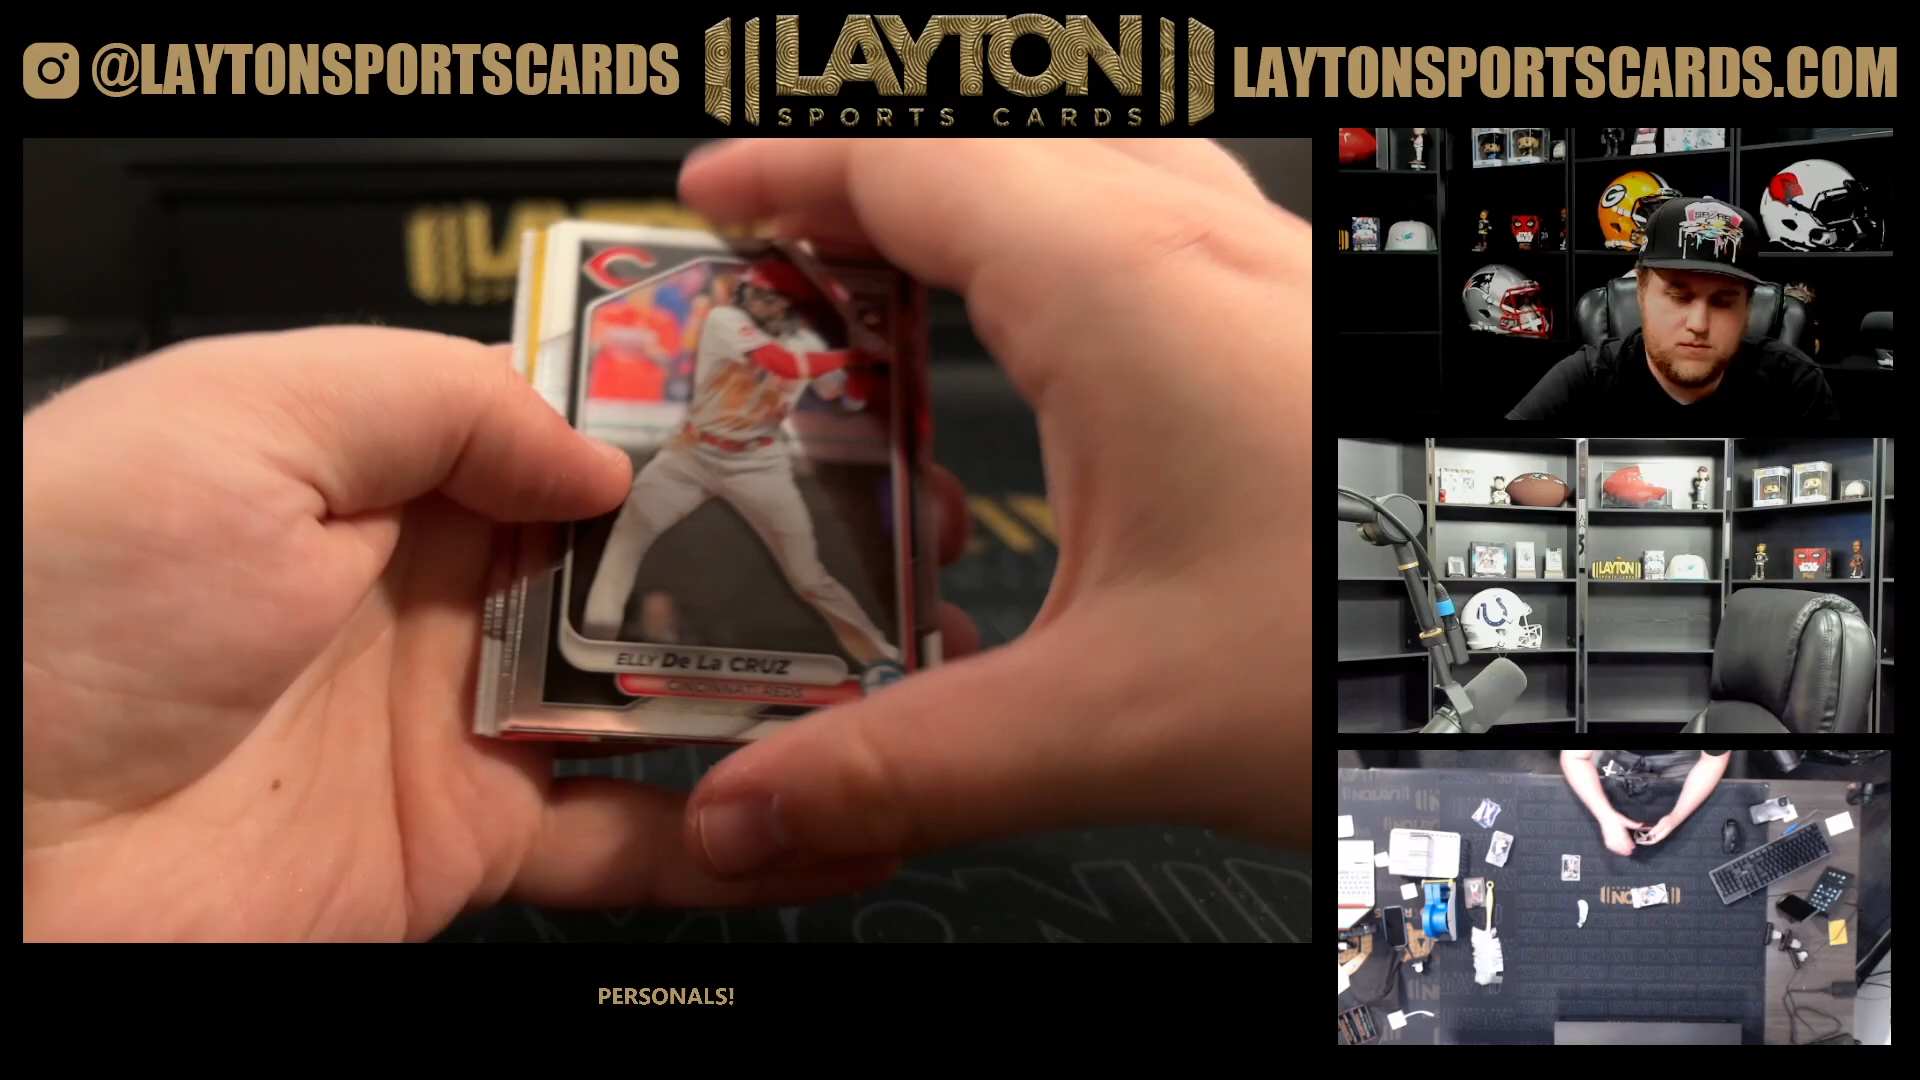 @LAYTONSPORTSCARDS
LAYTON
SPORTS CARDS
LAYTONSPORTSCARDS.COM
ELLY De La CRUZ
CINCINNATI REDS
LAYTON
PERSONALS!